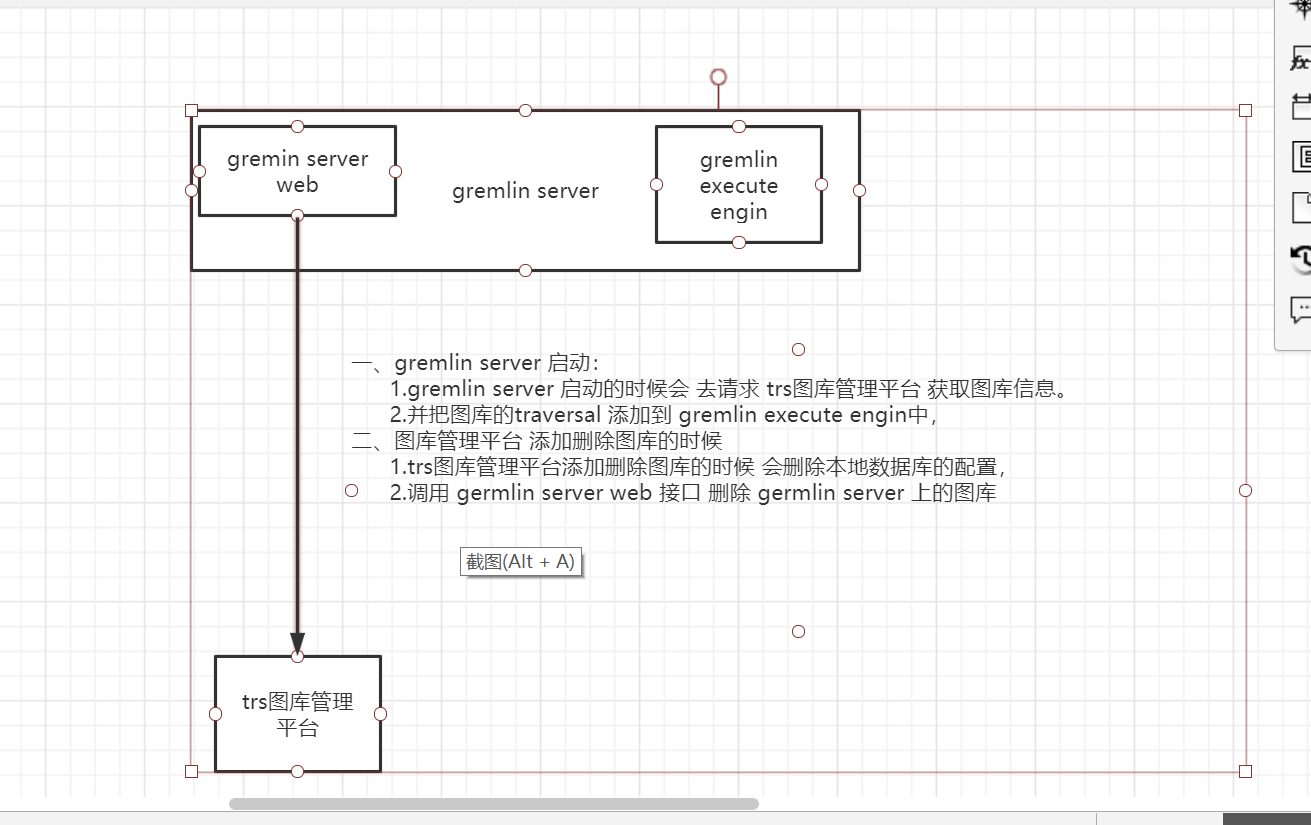 gremin server
web
gremlin server
gremlin
execute
engin
一、gremlin server 启动：
1.gremlin server 启动的时候会 去请求 trs图库管理平台 获取图库信息。
2.并把图库的traversal 添加到 gremlin execute engin中，
二、图库管理平台 添加删除图库的时候
1.trs图库管理平台添加删除图库的时候 会删除本地数据库的配置，
2.调用 germlin server web 接口 删除 germlin server 上的图库
截图(Alt + A)
trs图库管理
平台